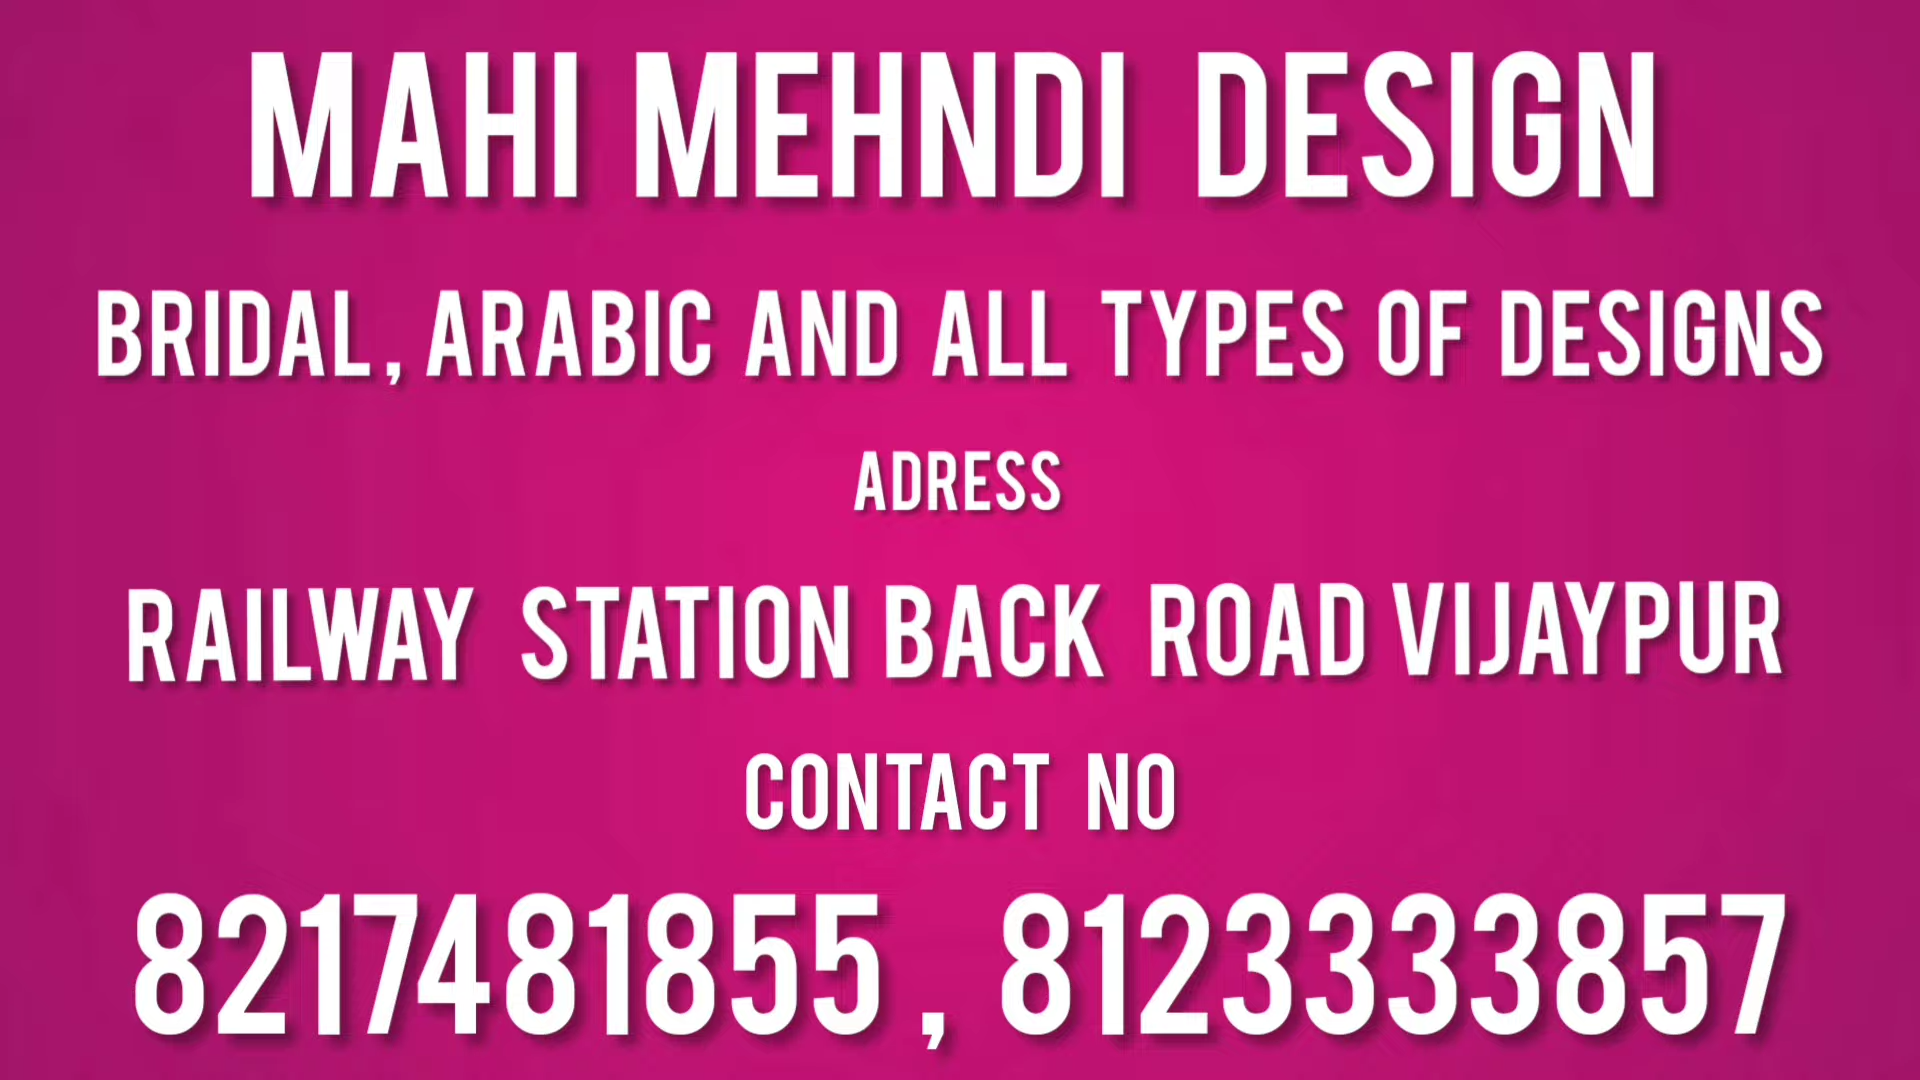 MAHI MEHNDI DESIGN
BRIDAL, ARABIC AND ALL TYPES OF DESIGNS
ADRESS
RAILWAY STATION BACK ROAD VIJAYPUR
CONTACT NO
8217481855 , 8123333857